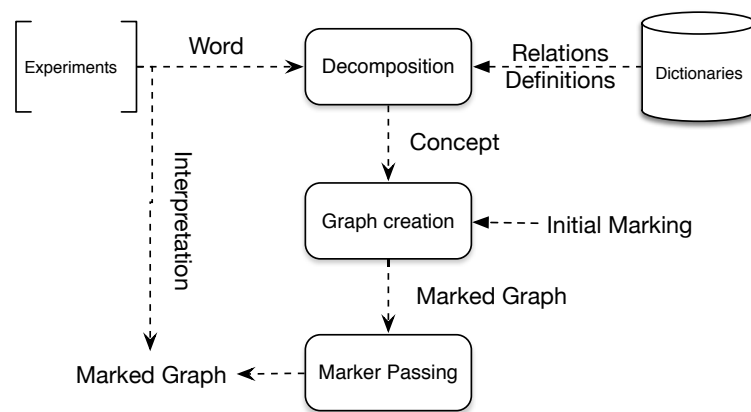 Word
Relations
Experiments
Decomposition
Dictionaries
Definitions
Concept
Interpretation
Graph creation
Initial Marking
Marked Graph
Marked Graph
Marker Passing